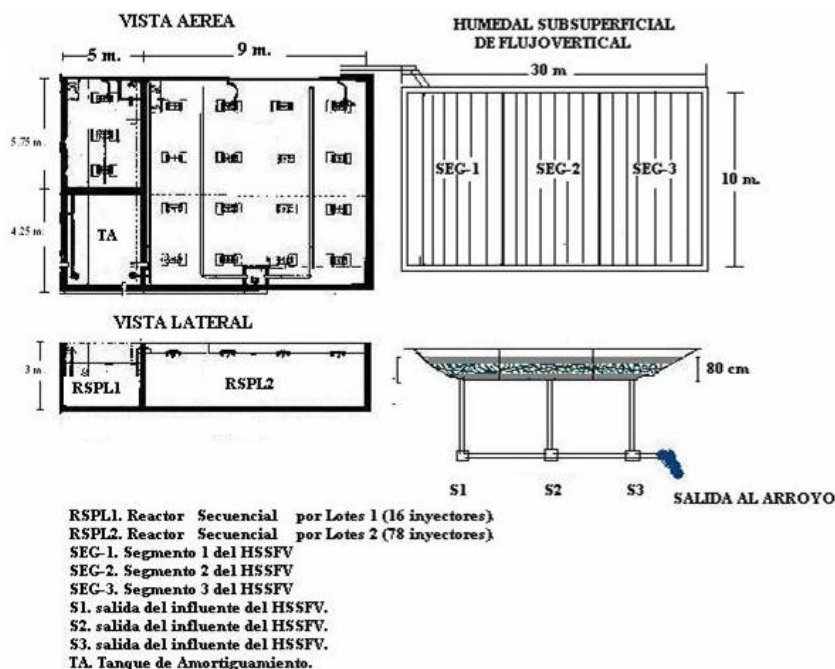 VISTA AEREA
5 m.
9 m.
5.75 m.
4.25 m.
TA
HUMEDAL SUBSUPERFICIAL
DE FLUJOVERTICAL
30 m
SEG-1
SEG-2
SEG-3
10 m.
VISTA LATERAL
3 m.
RSPL1
RSPL2
80 cm
S1
S2
S3
SALIDA AL ARROYO
RSPL1. Reactor Secuencial por Lotes 1 (16 inyectores).
RSPL2. Reactor Secuencial por Lotes 2 (78 inyectores).
SEG-1. Segmento 1 del HSSFV
SEG-2. Segmento 2 del HSSFV
SEG-3. Segmento 3 del HSSFV
S1. salida del influente del HSSFV.
S2. salida del influente del HSSFV.
S3. salida del influente del HSSFV.
TA. Tanque de Amortiguamiento.